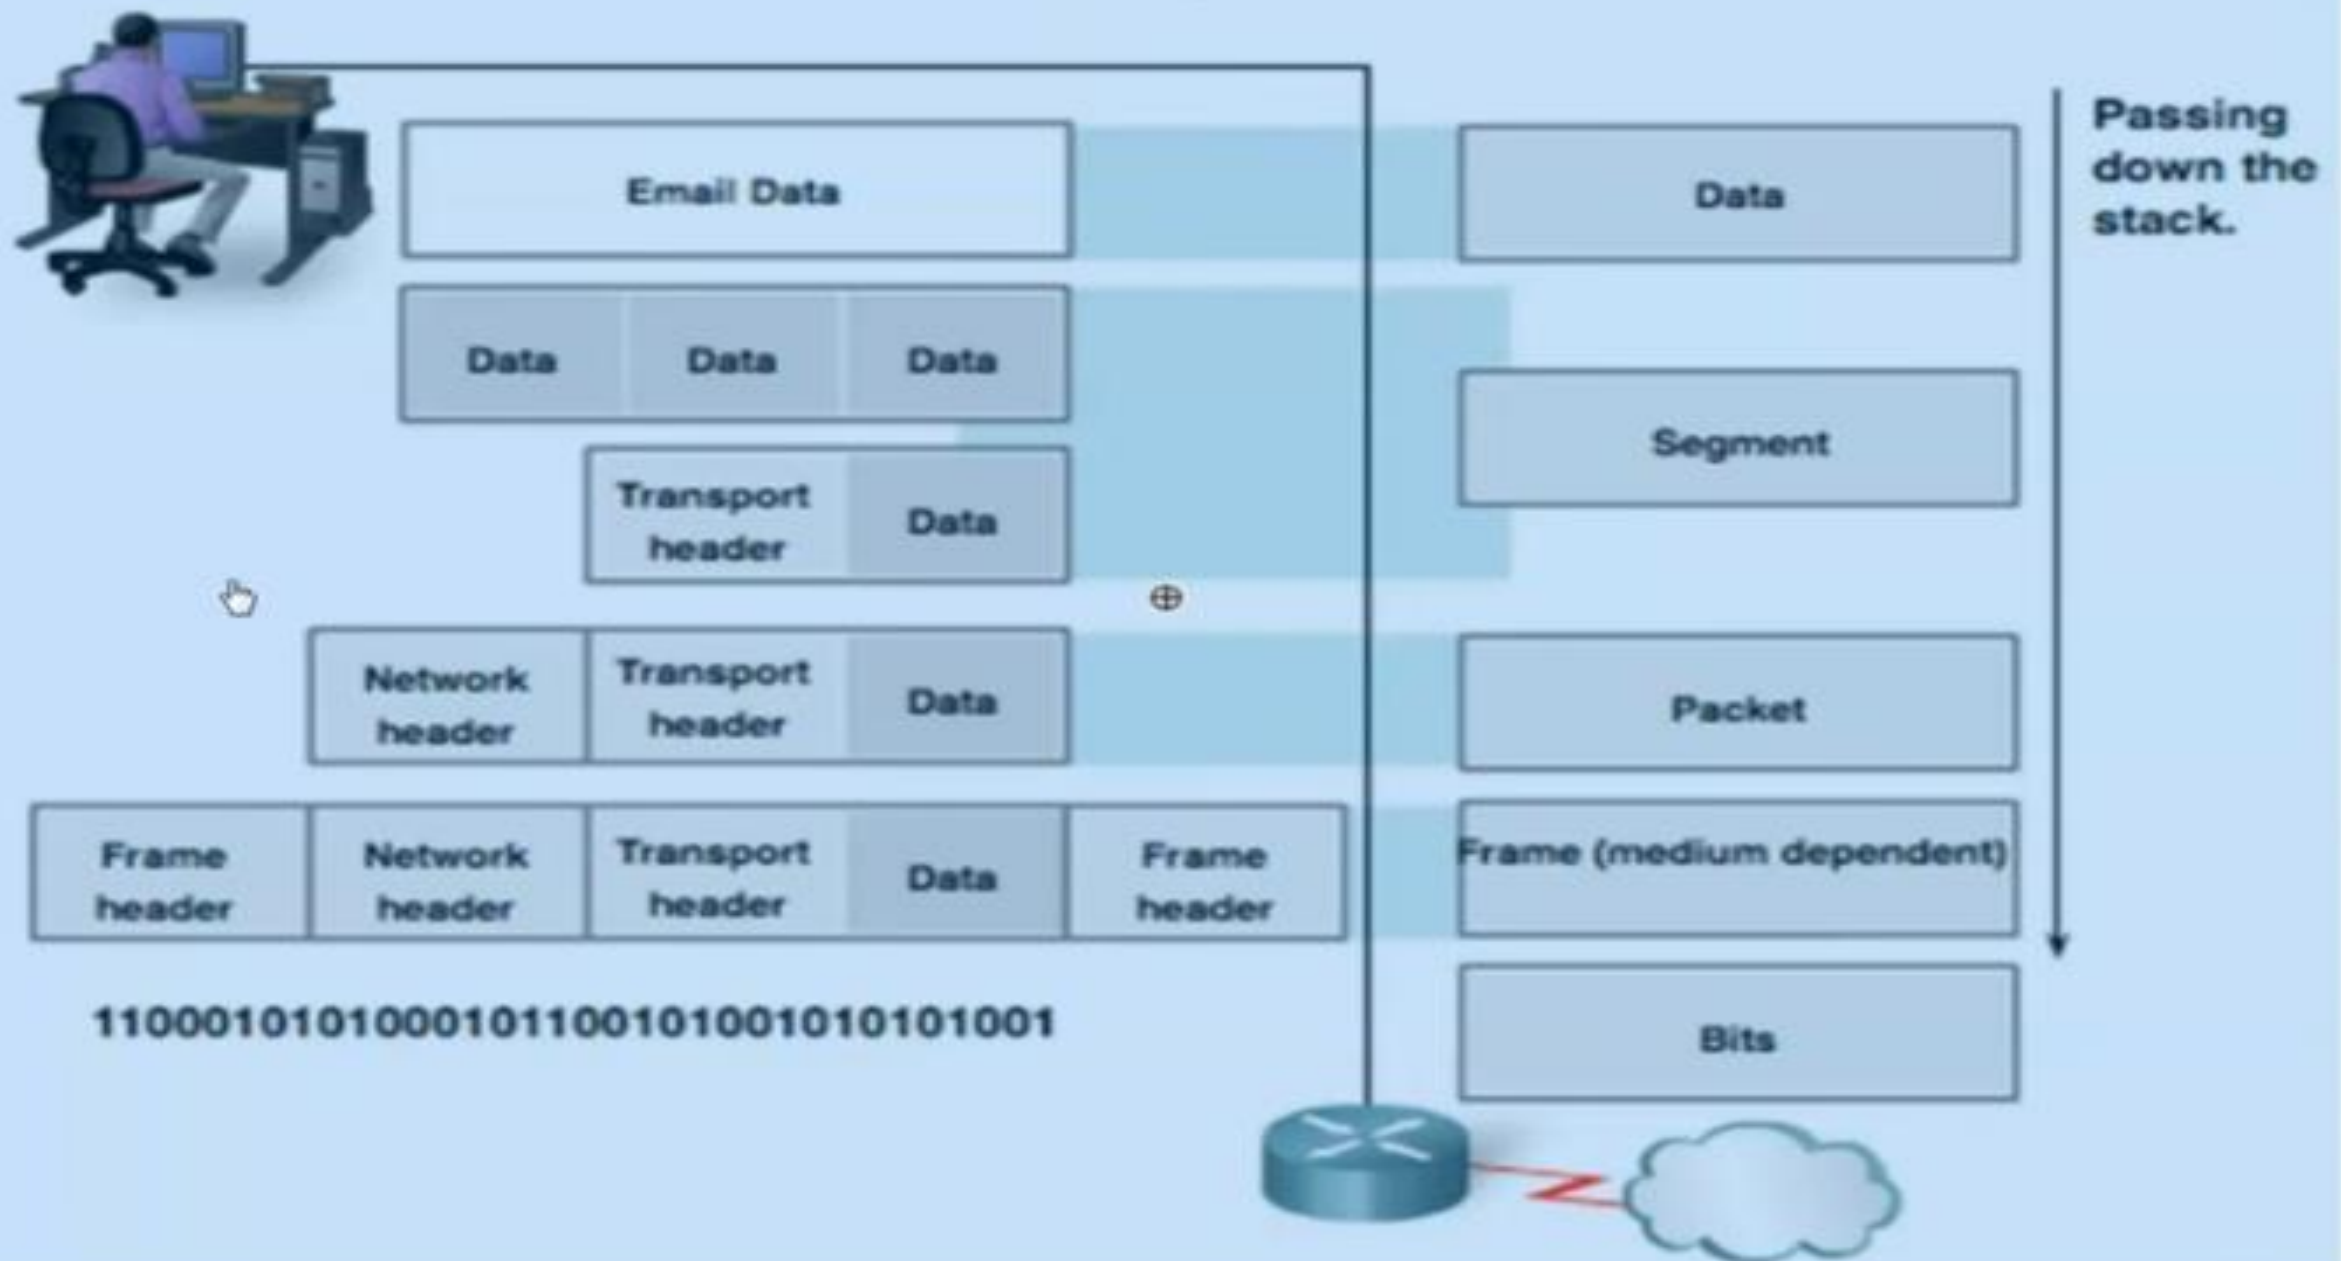 Email Data
Data
Passing
down the
stack.
Data Data Data
Segment
Transport
header
Data
Network
header
Transport
header
Data
Packet
Frame
header
Network
header
Transport
header
Data
Frame
header
Frame (medium dependent)
1100010101000101100101001010101001
Bits